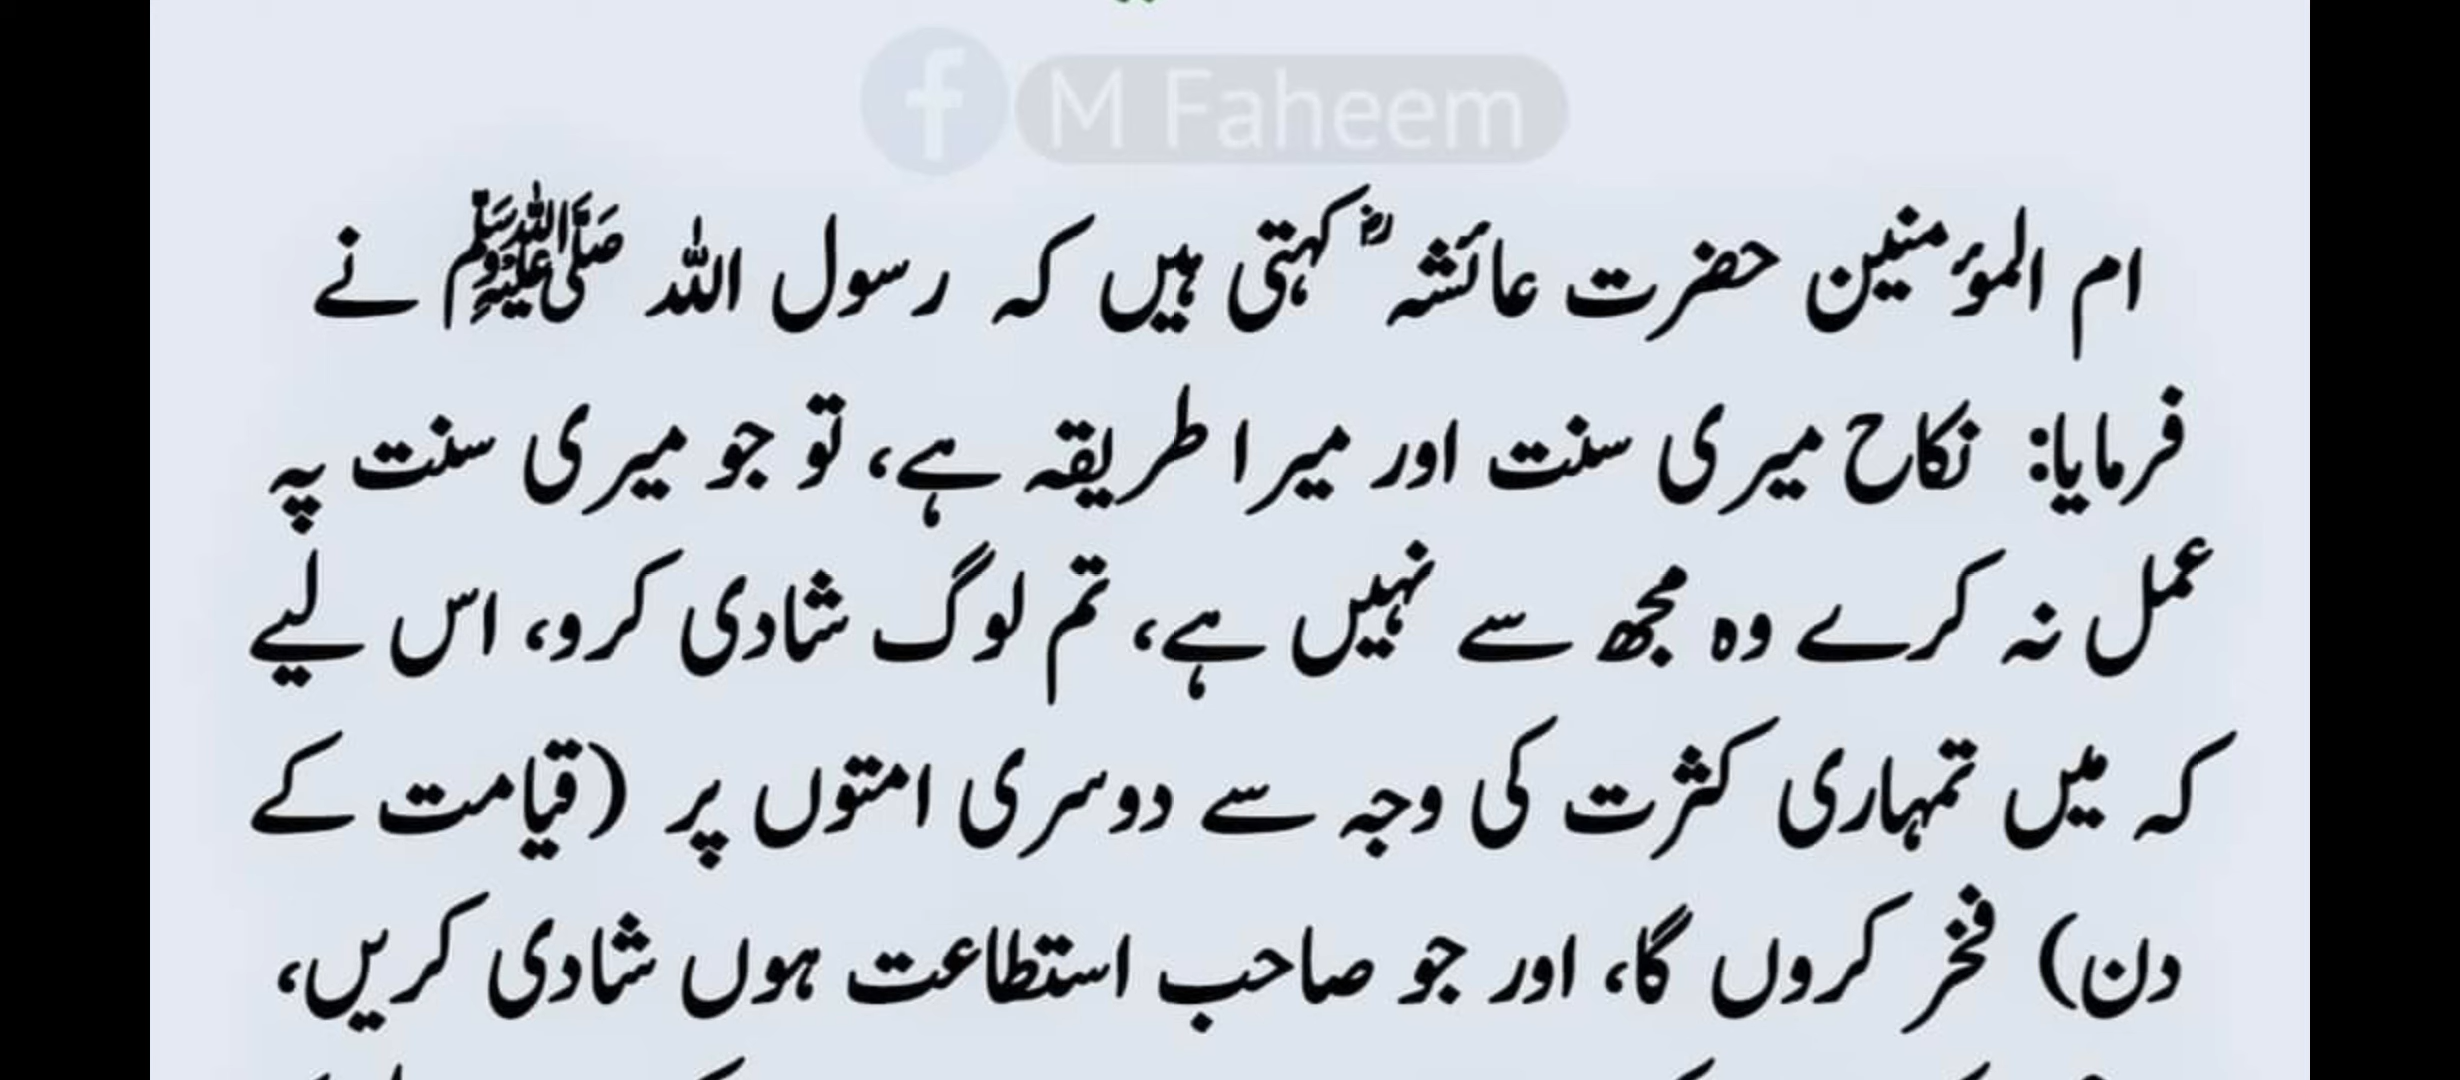 M Faheem
ام المؤمنین حضرت عائشہؓ کہتی ہیں کہ رسول اللہ ﷺ نے
فرمایا: نکاح میری سنت اور میرا طریقہ ہے، تو جو میری سنت پہ
عمل نہ کرے وہ مجھ سے نہیں ہے، تم لوگ شادی کرو، اس لیے
کہ میں تمہاری کثرت کی وجہ سے دوسری امتوں پر (قیامت کے
دن) فخر کروں گا، اور جو صاحب استطاعت ہوں شادی کریں،